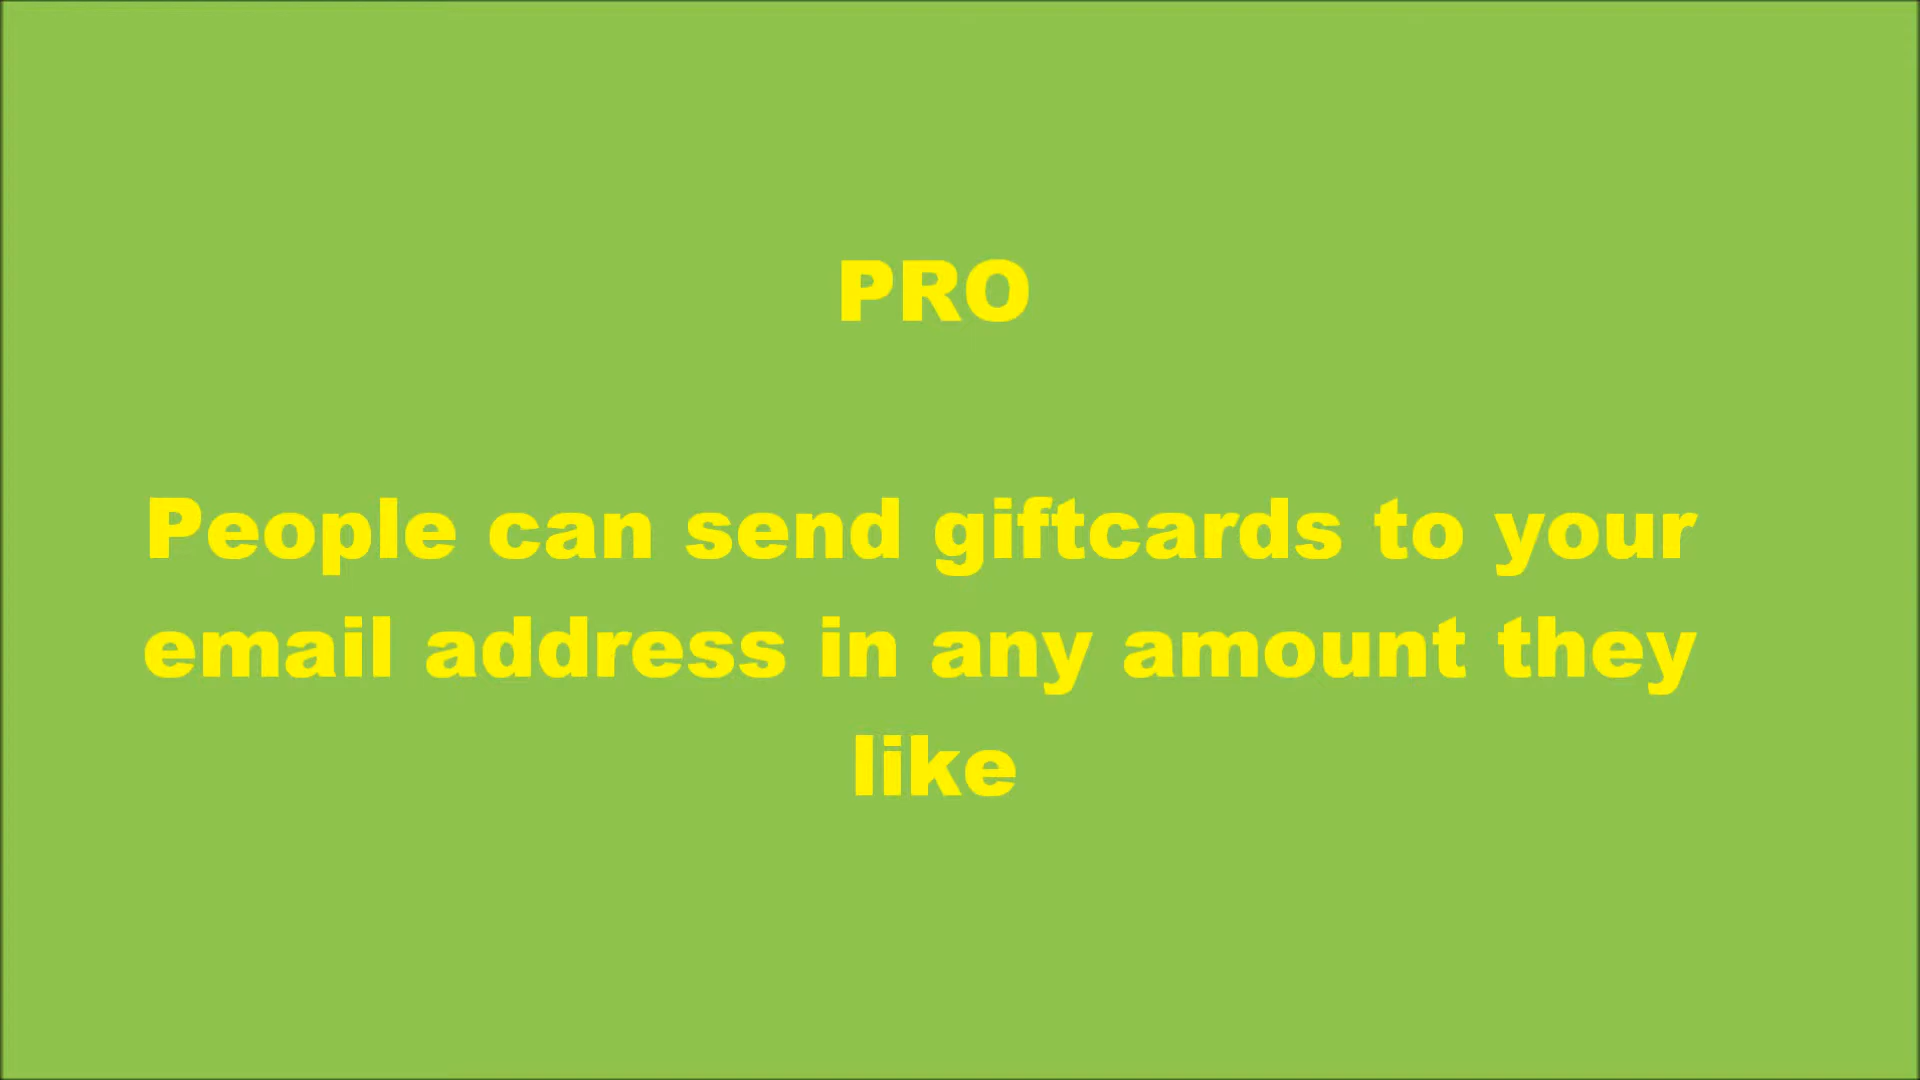 PRO
People can send giftcards to your
email address in any amount they
like